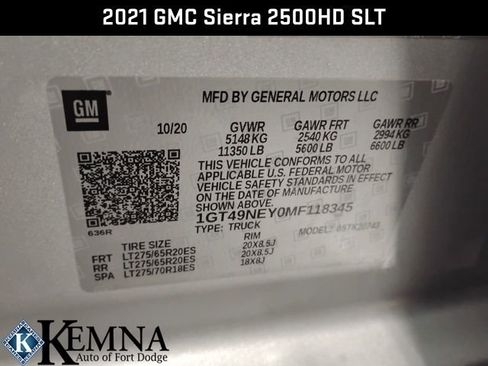 2021 GMC Sierra 2500HD SLT
GM
MFD BY GENERAL MOTORS LLC
10/20 GVWR GAWR FRT GAWR RR
5148 KG 2540 KG 2994 KG
11350 LB 5600 LB 6600 LB
THIS VEHICLE CONFORMS TO ALL
APPLICABLE U.S. FEDERAL MOTOR
VEHICLE SAFETY STANDARDS IN
EFFECT ON THE DATE OF MANUFACTURE
SHOWN ABOVE.
1GT49NEY0MF118345
636R
TYPE: TRUCK MODEL:
TIRE SIZE RIM
FRT LT275/65R20ES 20X8.5J
RR LT275/65R20ES 20X8.5J
SPA LT275/70R18ES 18X8J
K KEMNA
Auto of Fort Dodge